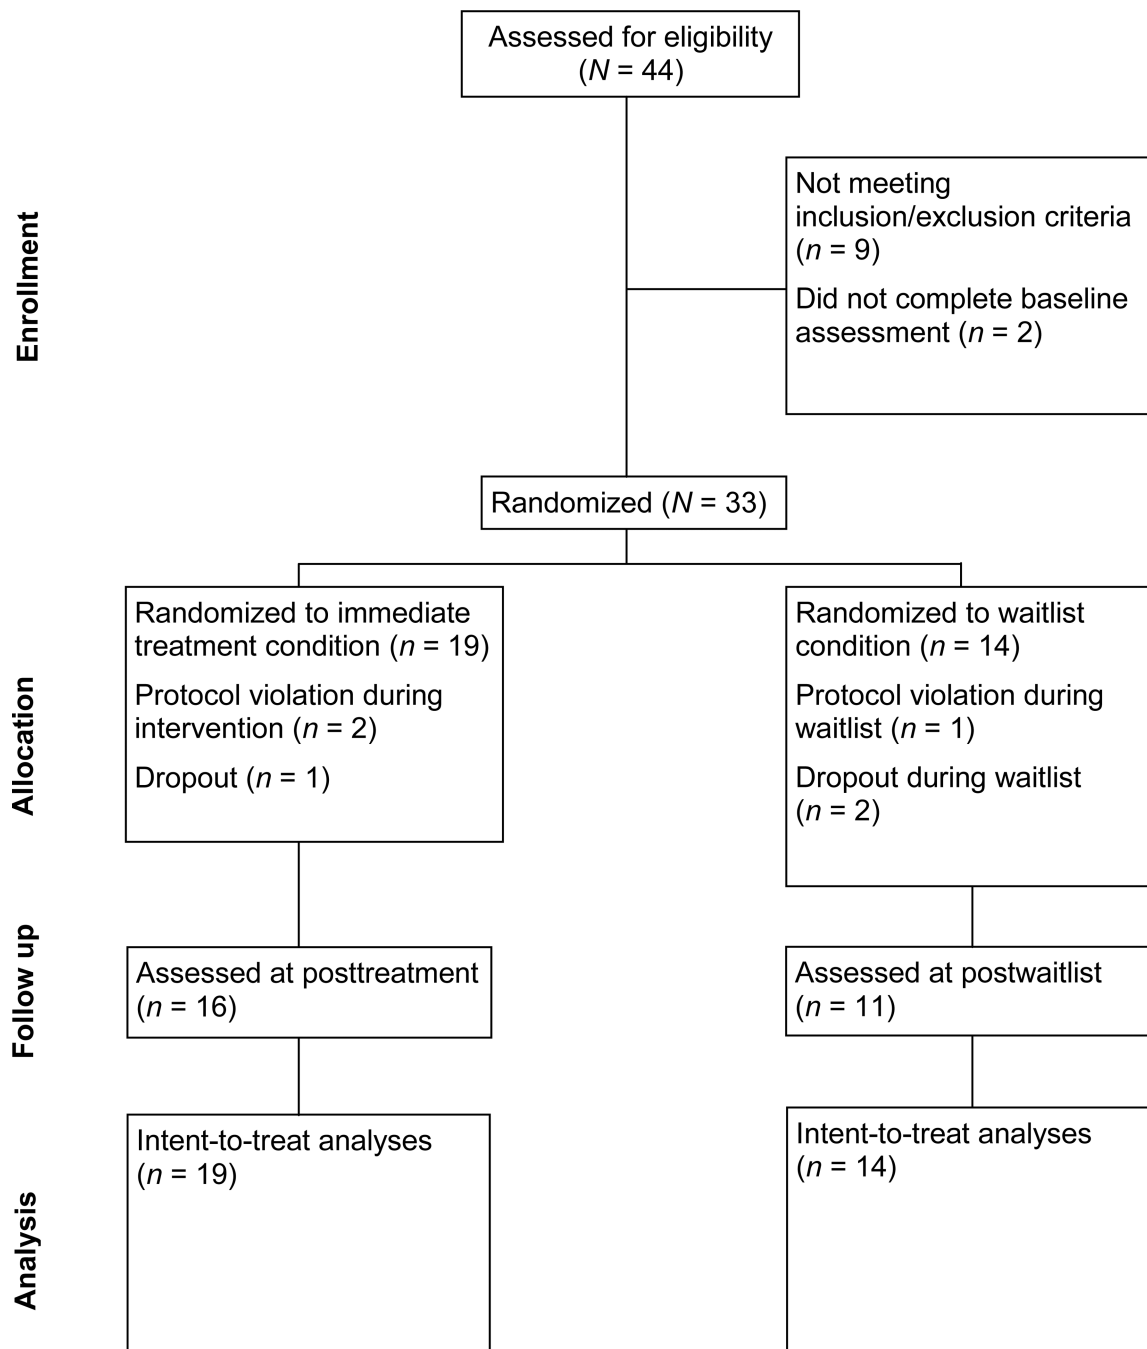 Assessed for eligibility
(N = 44)
Enrollment
Not meeting
inclusion/exclusion criteria
(n = 9)
Did not complete baseline
assessment (n = 2)
Randomized (N = 33)
Allocation
Randomized to immediate
treatment condition (n = 19)
Protocol violation during
intervention (n = 2)
Dropout (n = 1)
Randomized to waitlist
condition (n = 14)
Protocol violation during
waitlist (n = 1)
Dropout during waitlist
(n = 2)
Follow up
Assessed at posttreatment
(n = 16)
Assessed at postwaitlist
(n = 11)
Analysis
Intent-to-treat analyses
(n = 19)
Intent-to-treat analyses
(n = 14)